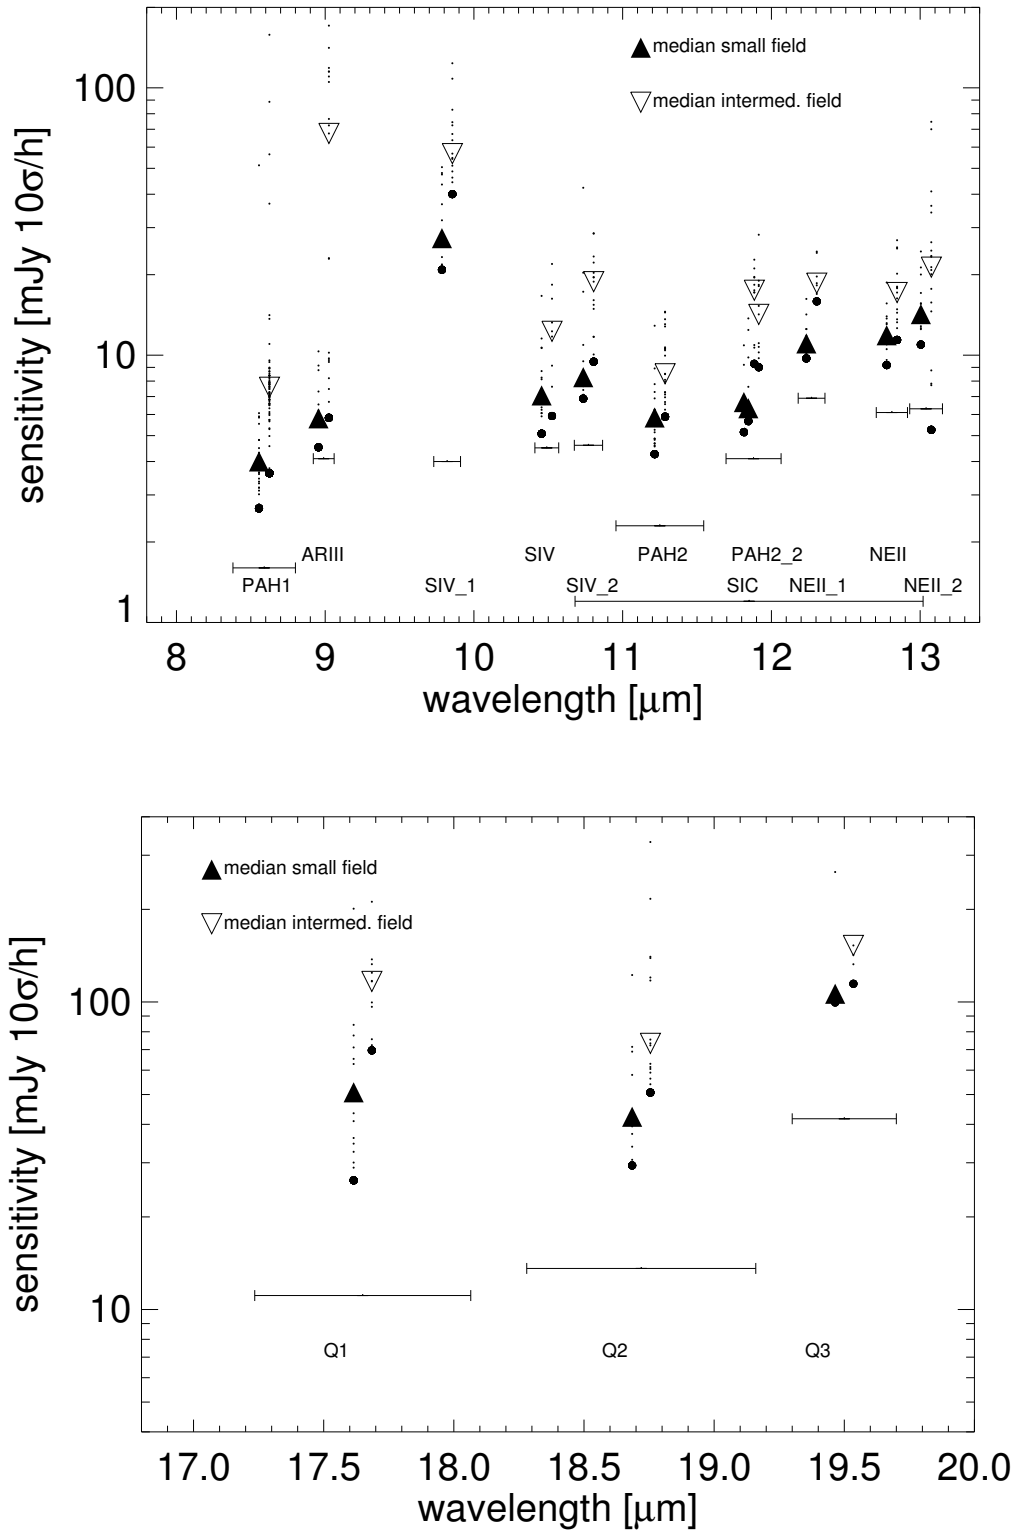 median small field
median intermed. field
100
10
1
sensitivity [mJy 10σ/h]
ARIII
SIV
PAH2
PAH2_2
NEII
PAH1
SIV_1
SIV_2
SIC
NEII_1
NEII_2
8
9
10
11
12
13
wavelength [μm]
median small field
median intermed. field
100
10
sensitivity [mJy 10σ/h]
Q1
Q2
Q3
17.0
17.5
18.0
18.5
19.0
19.5
20.0
wavelength [μm]